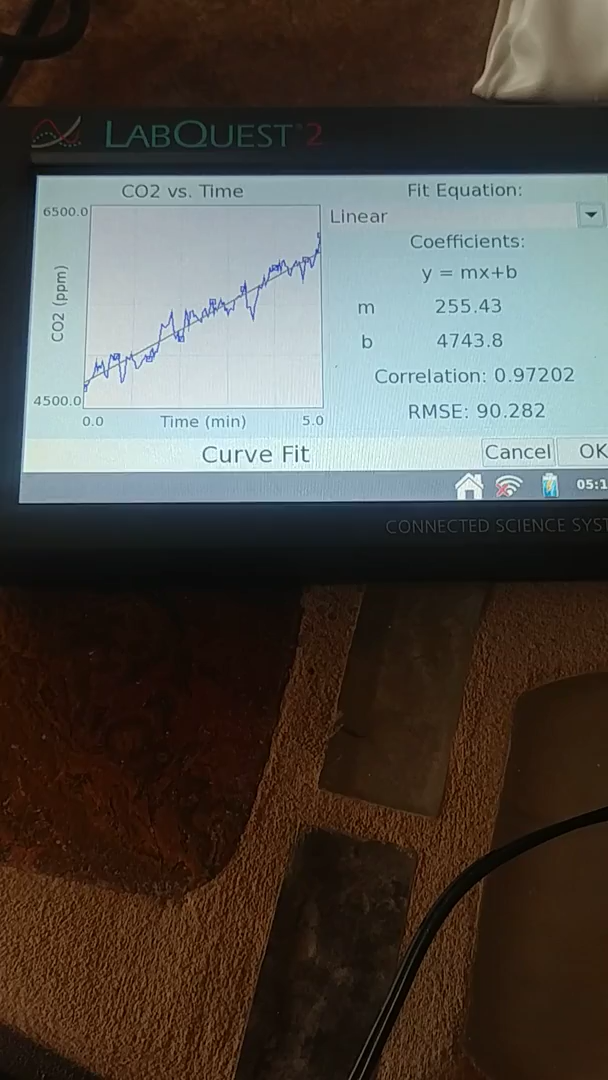 LABQUEST 2
CO2 vs. Time
6500.0
CO2 (ppm)
4500.0
0.0
Time (min)
5.0
Fit Equation:
Linear
Coefficients:
y = mx+b
m 255.43
b 4743.8
Correlation: 0.97202
RMSE: 90.282
Curve Fit
Cancel
OK
05:1
CONNECTED SCIENCE SYST